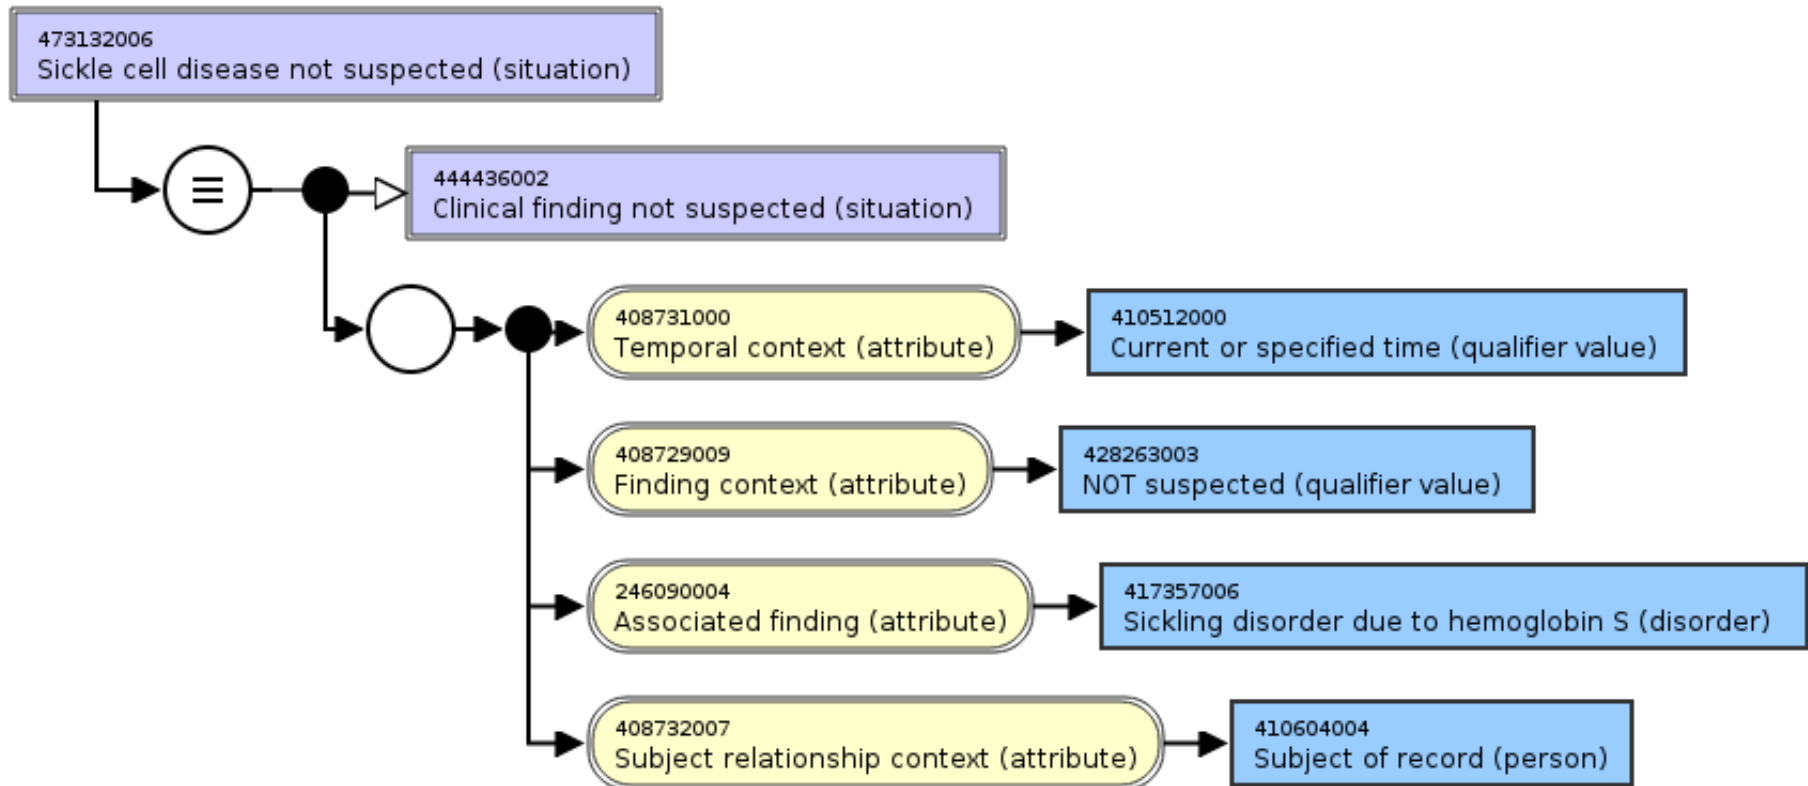 473132006
Sickle cell disease not suspected (situation)
≡
444436002
Clinical finding not suspected (situation)
408731000
Temporal context (attribute)
410512000
Current or specified time (qualifier value)
408729009
Finding context (attribute)
428263003
NOT suspected (qualifier value)
246090004
Associated finding (attribute)
417357006
Sickling disorder due to hemoglobin S (disorder)
408732007
Subject relationship context (attribute)
410604004
Subject of record (person)